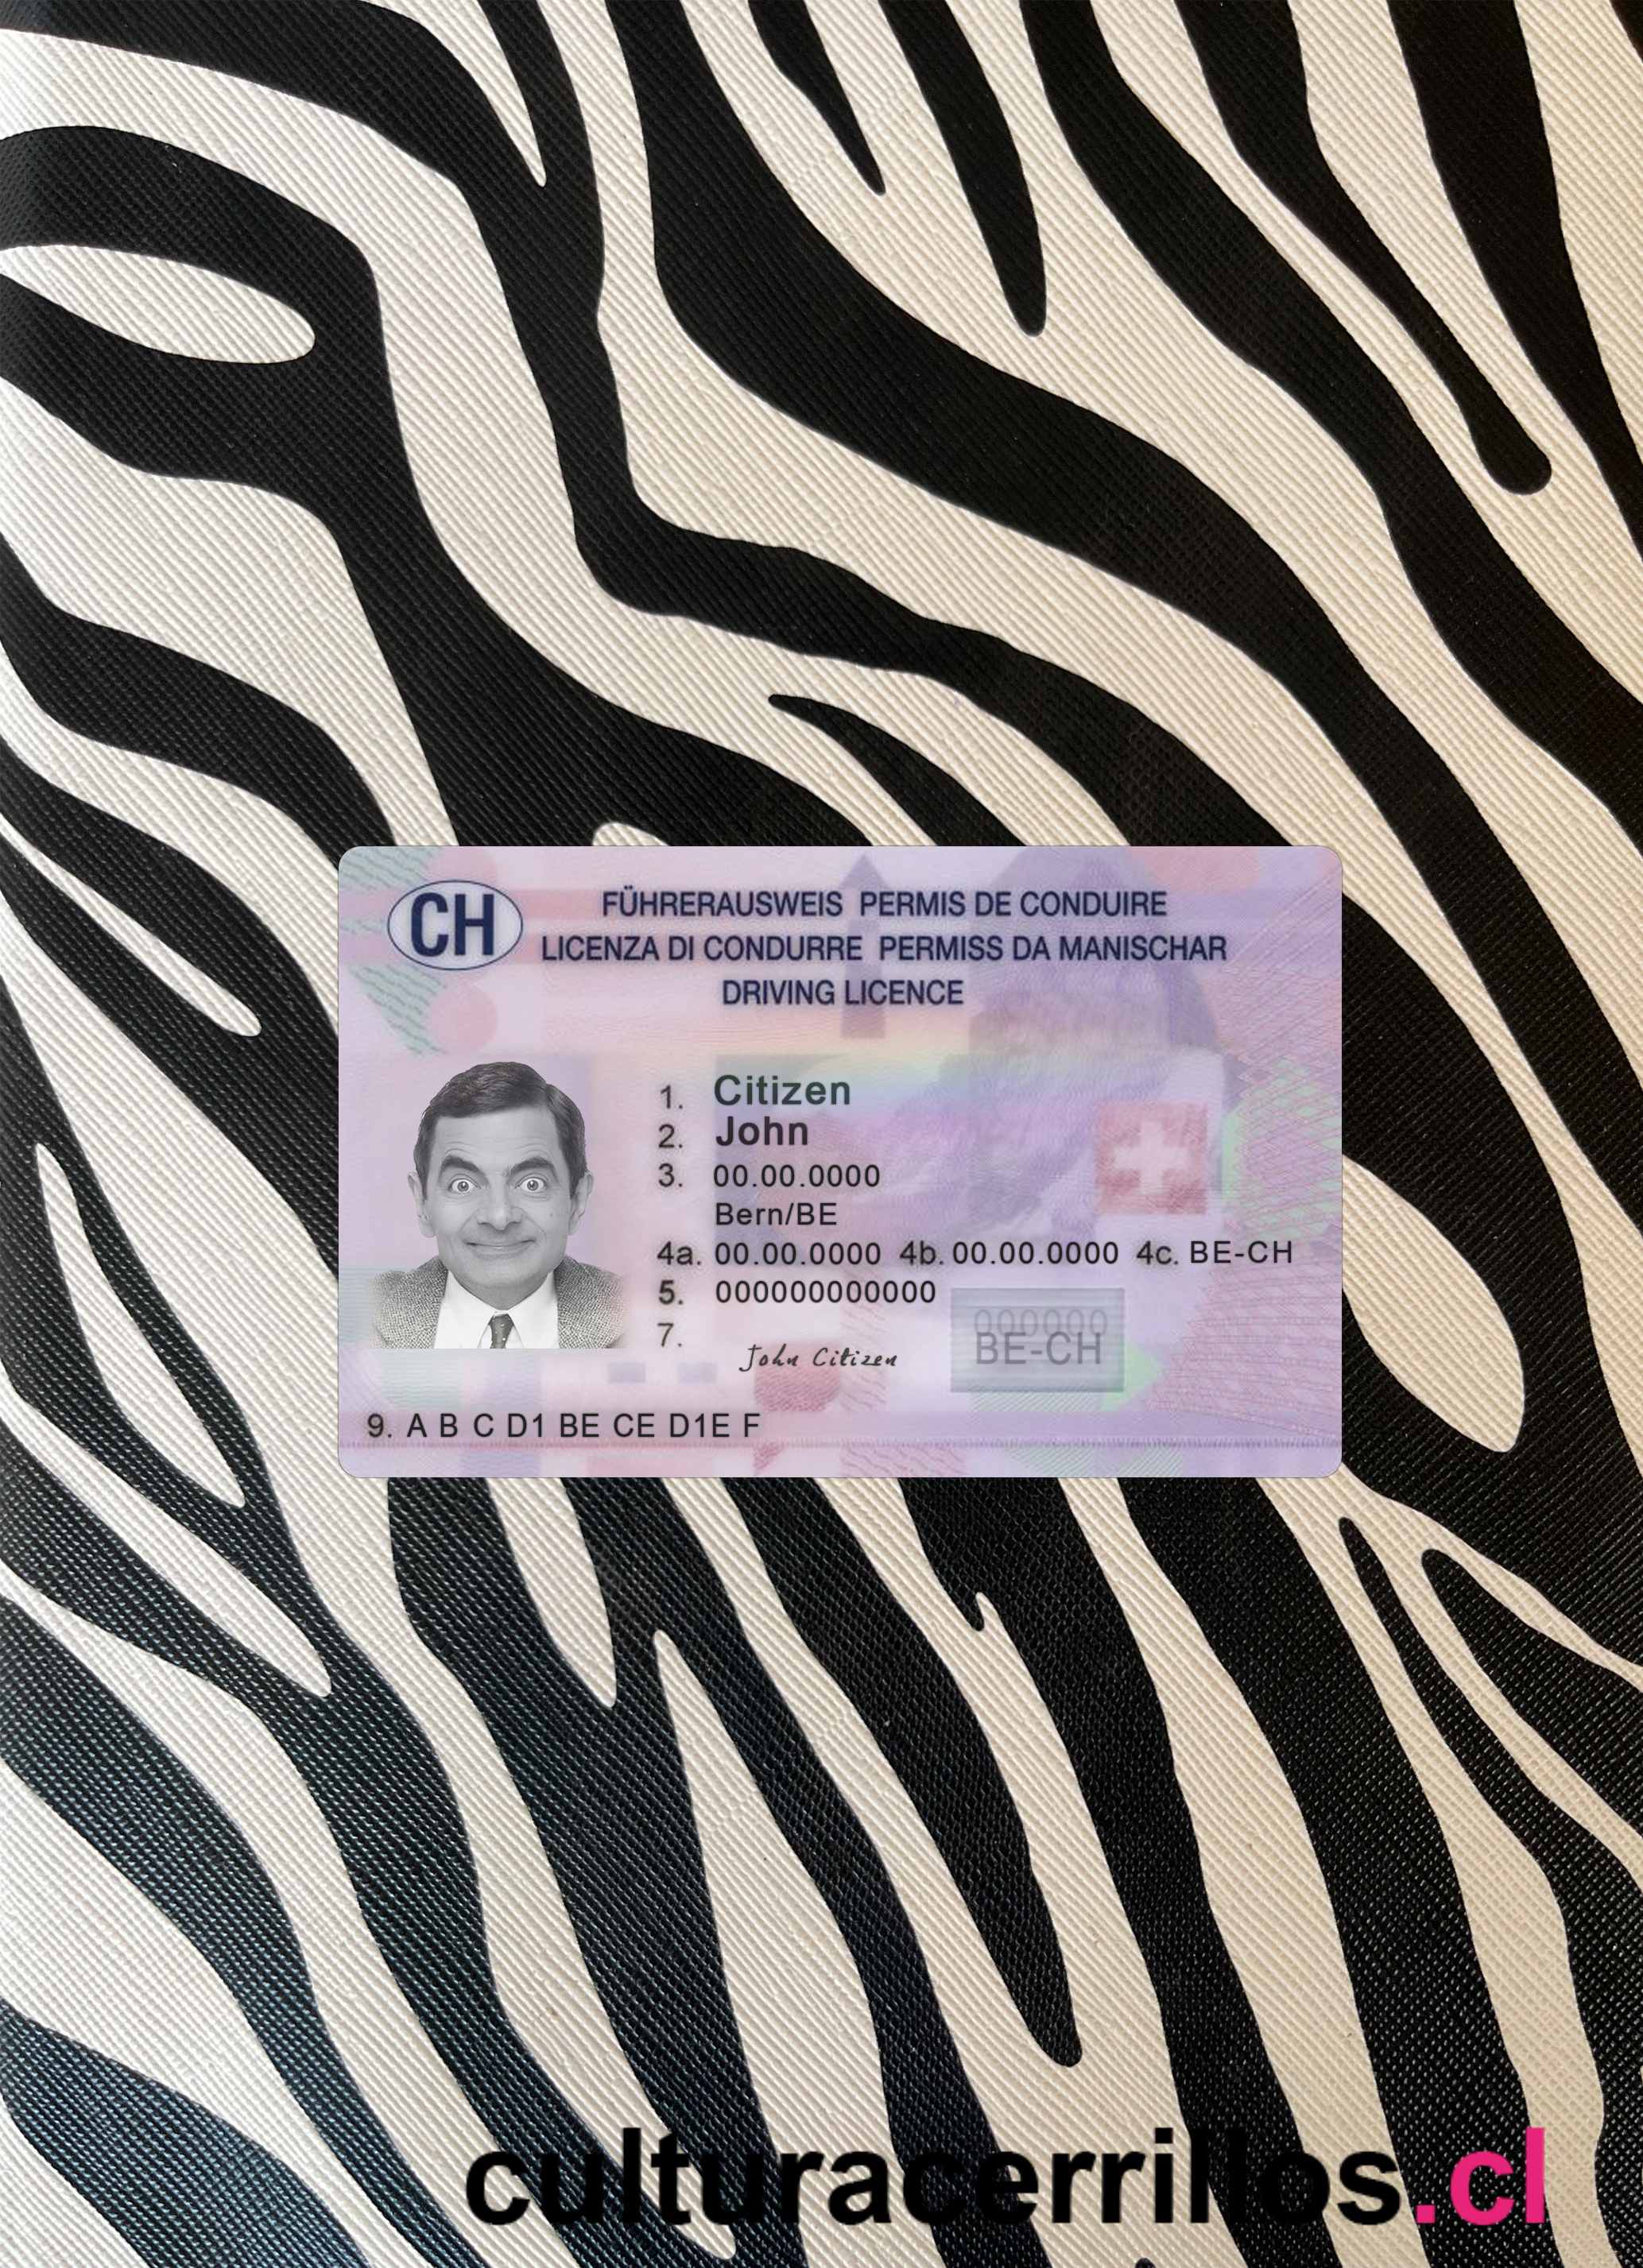 CH
FÜHRERAUSWEIS PERMIS DE CONDUIRE
LICENZA DI CONDURRE PERMISS DA MANISCHAR
DRIVING LICENCE
1. Citizen
2. John
3. 00.00.0000
Bern/BE
4a. 00.00.0000 4b. 00.00.0000 4c. BE-CH
5. 000000000000
7. John Citizen
000000
BE-CH
9. A B C D1 BE CE D1E F
culturacerrillos.cl